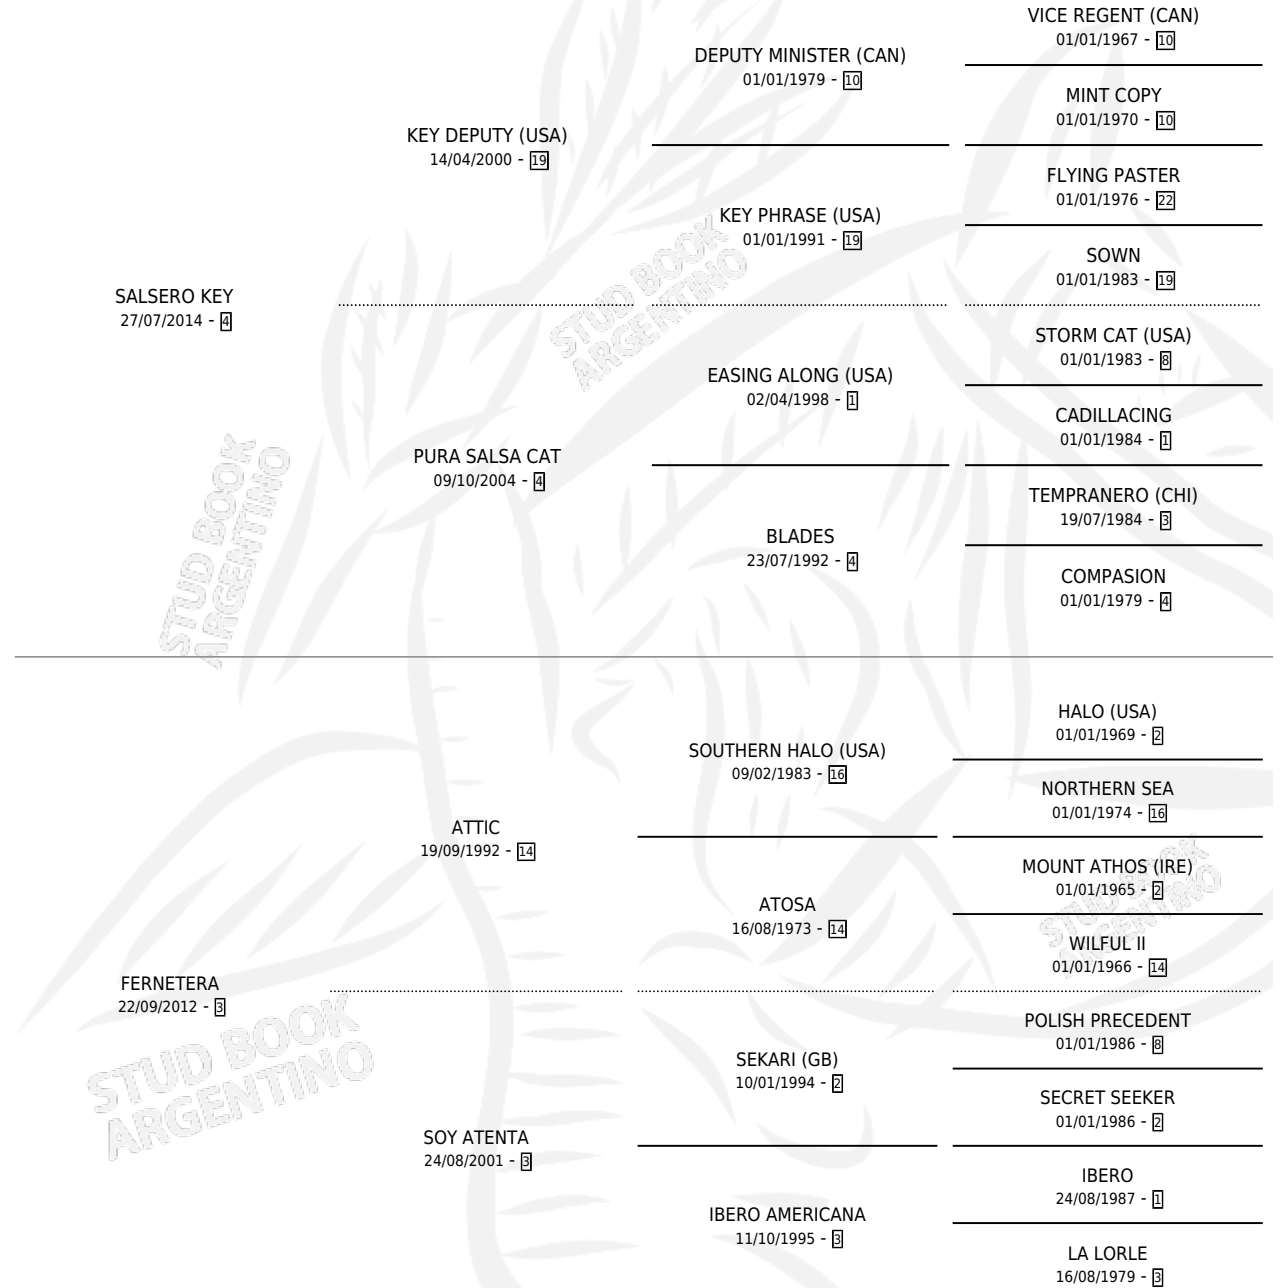 VICE REGENT (CAN)
01/01/1967 - 10
DEPUTY MINISTER (CAN)
01/01/1979 - 10
MINT COPY
01/01/1970 - 10
KEY DEPUTY (USA)
14/04/2000 - 19
FLYING PASTER
01/01/1976 - 22
KEY PHRASE (USA)
01/01/1991 - 19
SOWN
01/01/1983 - 19
SALSERO KEY
27/07/2014 - 4
STORM CAT (USA)
01/01/1983 - 8
EASING ALONG (USA)
02/04/1998 - 1
CADILLACING
01/01/1984 - 1
PURA SALSA CAT
09/10/2004 - 4
TEMPRANERO (CHI)
19/07/1984 - 3
BLADES
23/07/1992 - 4
COMPASION
01/01/1979 - 4
HALO (USA)
01/01/1969 - 2
SOUTHERN HALO (USA)
09/02/1983 - 16
NORTHERN SEA
01/01/1974 - 16
ATTIC
19/09/1992 - 14
MOUNT ATHOS (IRE)
01/01/1965 - 2
ATOSA
16/08/1973 - 14
WILFUL II
01/01/1966 - 14
FERNETERA
22/09/2012 - 3
POLISH PRECEDENT
01/01/1986 - 8
SEKARI (GB)
10/01/1994 - 2
SECRET SEEKER
01/01/1986 - 2
SOY ATENTA
24/08/2001 - 3
IBERO
24/08/1987 - 1
IBERO AMERICANA
11/10/1995 - 3
LA LORLE
16/08/1979 - 3
STUD BOOK
ARGENTINO
STUD BOOK
ARGENTINO
STUD BOOK
ARGENTINO
STUD BOOK
ARGENTINO